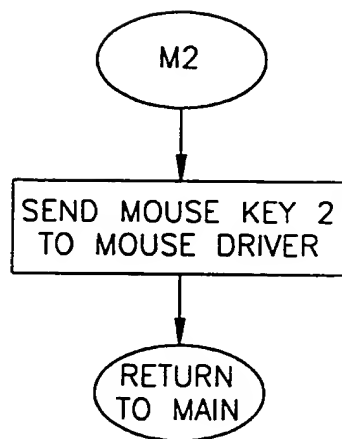 M2
SEND MOUSE KEY 2
TO MOUSE DRIVER
RETURN
TO MAIN